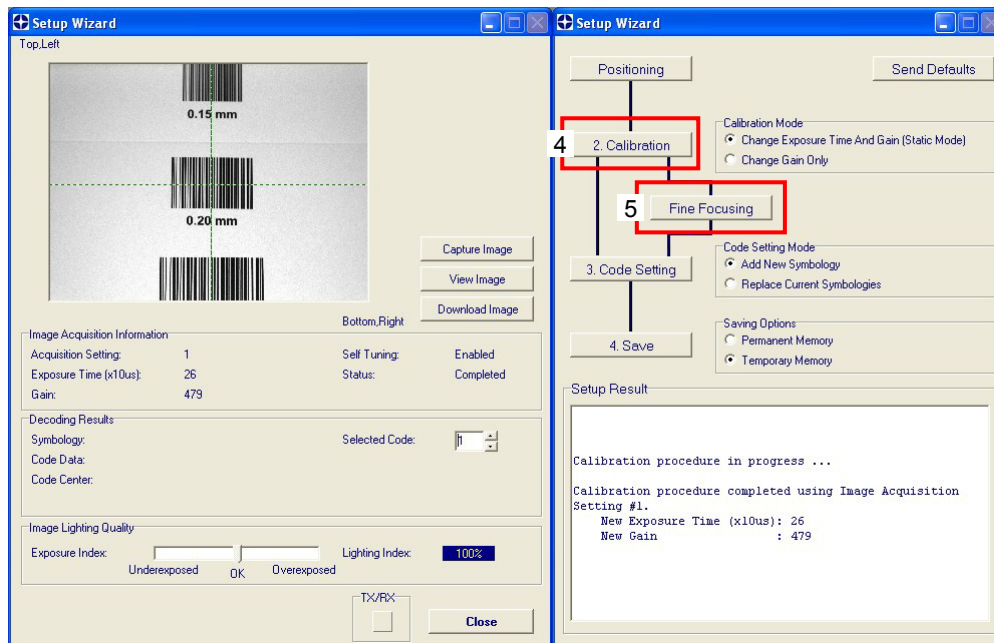 Setup Wizard
Top,Left
0.15 mm
0.20 mm
Capture Image
View Image
Download Image
Bottom,Right
Image Acquisition Information
Acquisition Setting: 1 Self Tuning: Enabled
Exposure Time (x10us): 26 Status: Completed
Gain: 479
Decoding Results
Symbology: Selected Code: 1
Code Data:
Code Center:
Image Lighting Quality
Exposure Index: Lighting Index: 100%
Underexposed OK Overexposed
TX/RX
Close
Setup Wizard
Positioning Send Defaults
4 2. Calibration
Calibration Mode
Change Exposure Time And Gain (Static Mode)
Change Gain Only
5 Fine Focusing
3. Code Setting
Code Setting Mode
Add New Symbology
Replace Current Symbologies
4. Save
Saving Options
Permanent Memory
Temporary Memory
Setup Result
Calibration procedure in progress ...
Calibration procedure completed using Image Acquisition
Setting #1.
New Exposure Time (x10us): 26
New Gain : 479